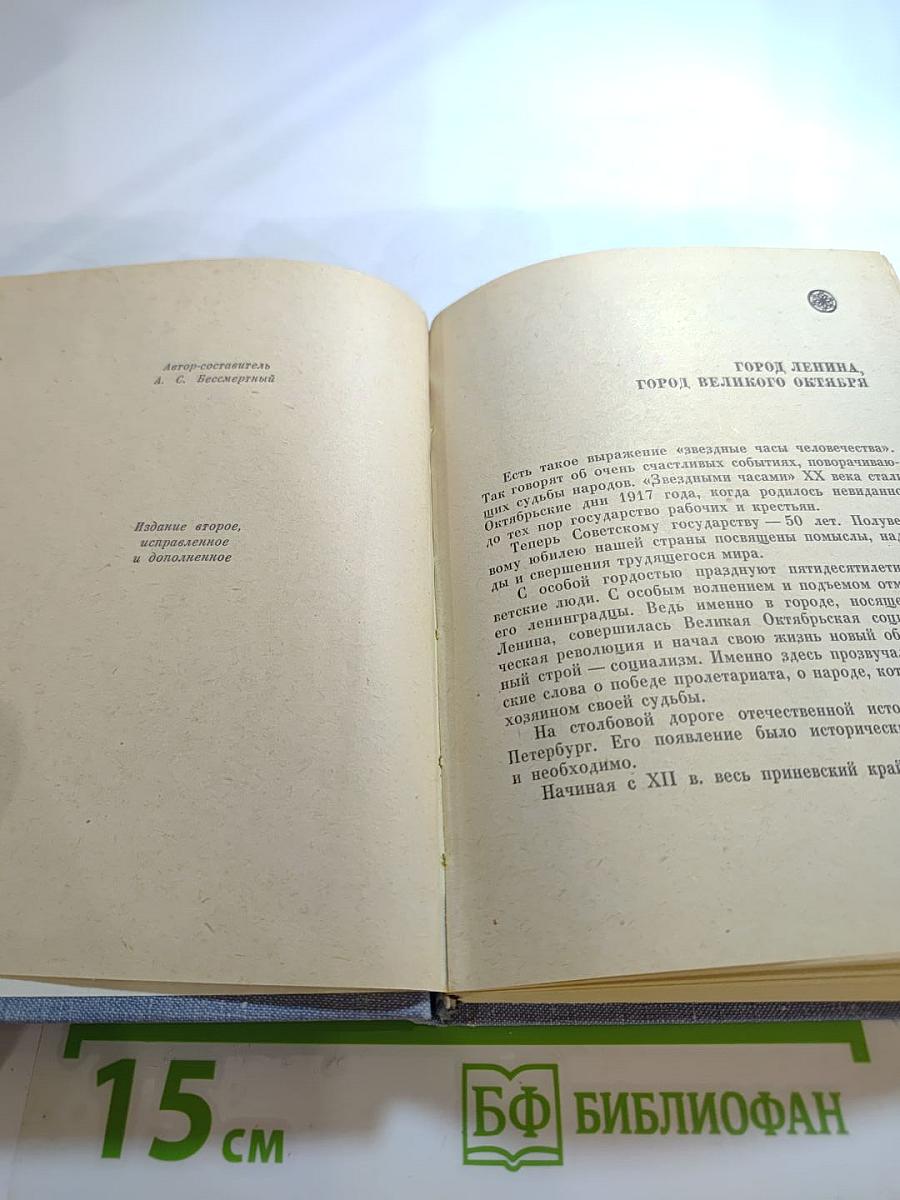 Автор-составитель
А. С. Бессмертный
Издание второе,
исправленное
и дополненное
ГОРОД ЛЕНИНА,
ГОРОД ВЕЛИКОГО ОКТЯБРЯ
Есть такое выражение «звездные часы человечества».
Так говорят об очень счастливых событиях, поворачиваю-
щих судьбы народов. «Звездными часами» XX века стали
Октябрьские дни 1917 года, когда родилось невиданное
до тех пор государство рабочих и крестьян.
Теперь Советскому государству — 50 лет. Полуве
вому юбилею нашей страны посвящены помыслы, над
ды и свершения трудящегося мира.
С особой гордостью празднуют пятидесятилети
ветские люди. С особым волнением и подъемом отм
его ленинградцы. Ведь именно в городе, носяще
Ленина, совершилась Великая Октябрьская соци
ческая революция и начал свою жизнь новый об
ный строй — социализм. Именно здесь прозвучал
ские слова о победе пролетариата, о народе, кот
хозяином своей судьбы.
На столбовой дороге отечественной исто
Петербург. Его появление было историческ
и необходимо.
Начиная с XII в. весь приневский край
15 см
БФ БИБЛИОФАН